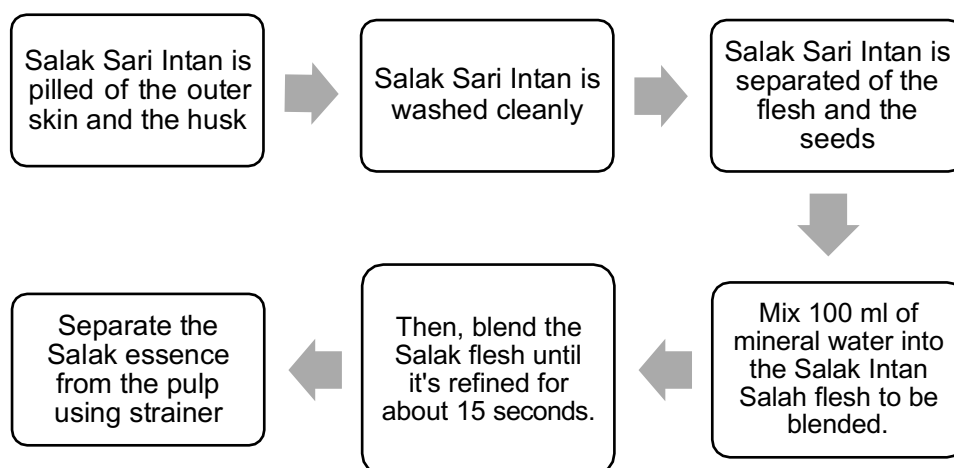 Salak Sari Intan is
pilled of the outer
skin and the husk
Salak Sari Intan is
washed cleanly
Salak Sari Intan is
separated of the
flesh and the
seeds
Mix 100 ml of
mineral water into
the Salak Intan
Salah flesh to be
blended.
Then, blend the
Salak flesh until
it's refined for
about 15 seconds.
Separate the
Salak essence
from the pulp
using strainer